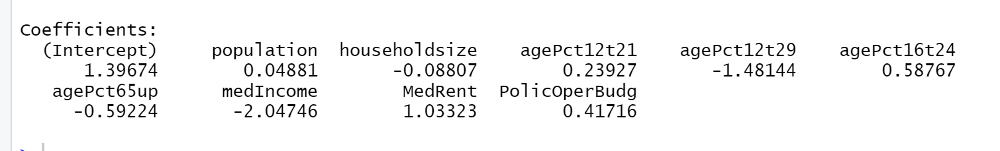 Coefficients:
(Intercept) population householdsize agePct12t21 agePct12t29 agePct16t24
1.39674 0.04881 -0.08807 0.23927 -1.48144 0.58767
agePct65up medIncome MedRent PolicOperBudg
-0.59224 -2.04746 1.03323 0.41716